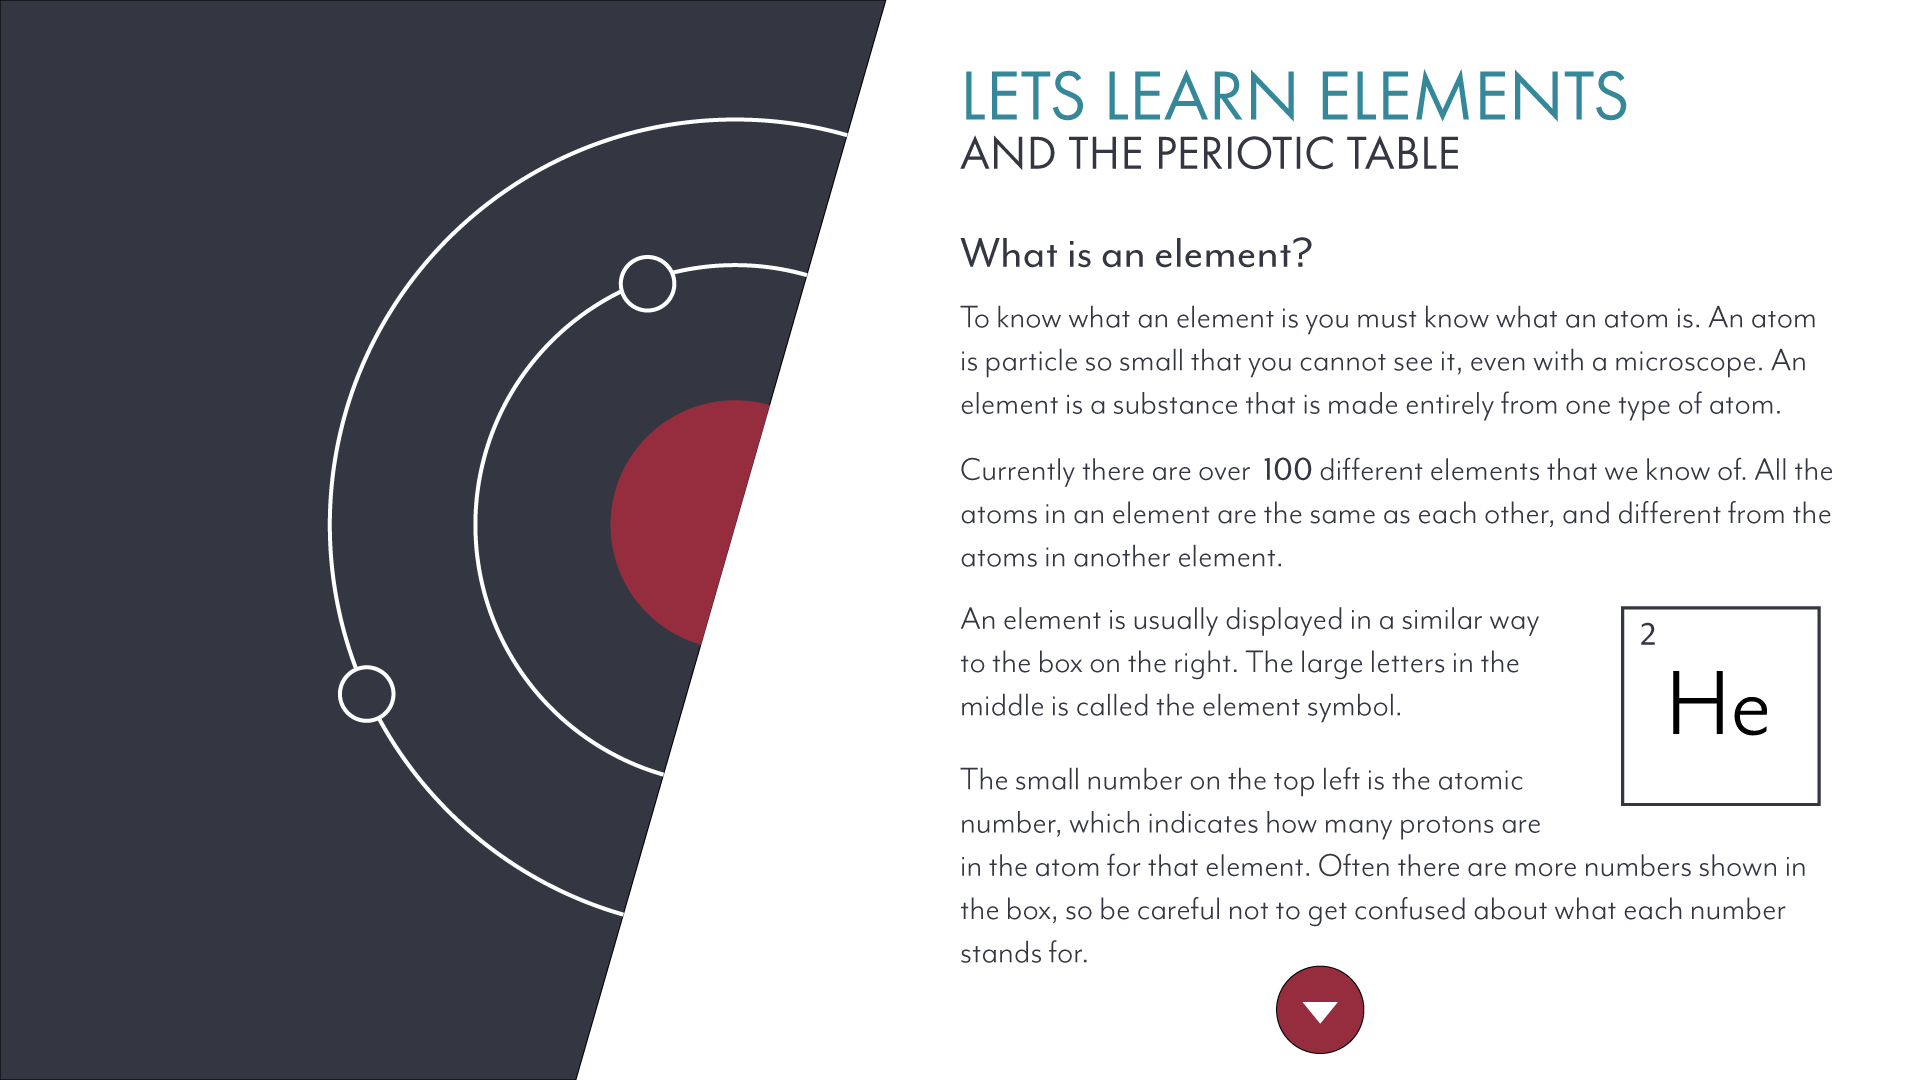 LETS LEARN ELEMENTS
AND THE PERIOTIC TABLE
What is an element?
To know what an element is you must know what an atom is. An atom
is particle so small that you cannot see it, even with a microscope. An
element is a substance that is made entirely from one type of atom.
Currently there are over 100 different elements that we know of. All the
atoms in an element are the same as each other, and different from the
atoms in another element.
An element is usually displayed in a similar way
to the box on the right. The large letters in the
middle is called the element symbol.
2
He
The small number on the top left is the atomic
number, which indicates how many protons are
in the atom for that element. Often there are more numbers shown in
the box, so be careful not to get confused about what each number
stands for.